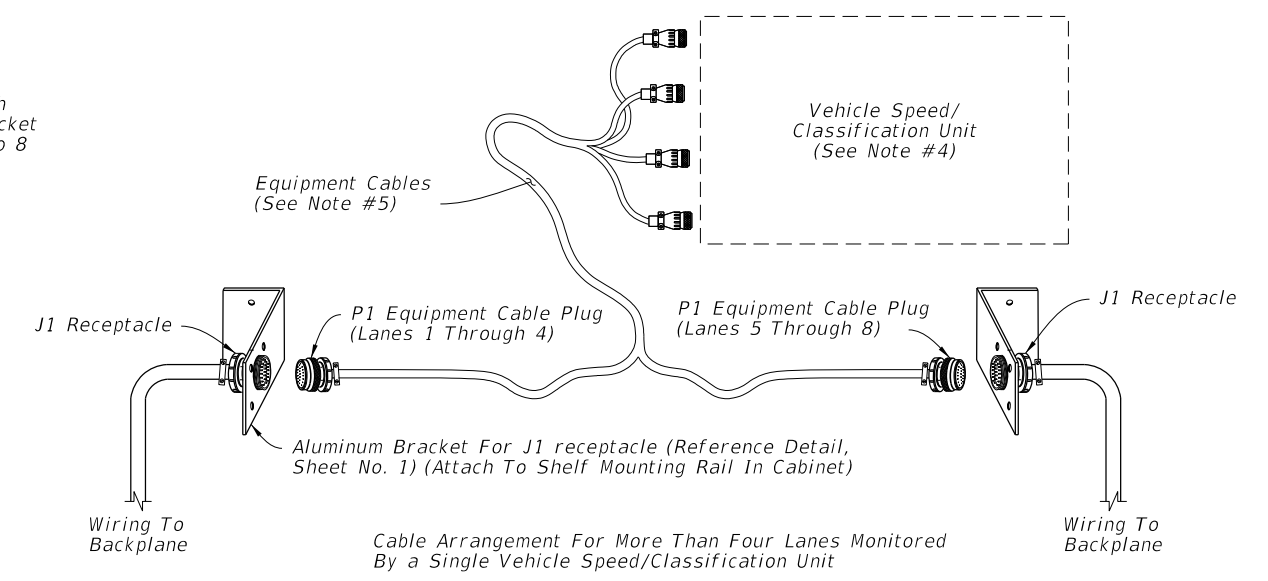 Vehicle Speed/
Classification Unit
(See Note #4)
8
Equipment Cables
(See Note #5)
J1 Receptacle
P1 Equipment Cable Plug
(Lanes 1 Through 4)
P1 Equipment Cable Plug
(Lanes 5 Through 8)
J1 Receptacle
Aluminum Bracket For J1 receptacle (Reference Detail,
Sheet No. 1) (Attach To Shelf Mounting Rail In Cabinet)
Wiring To
Backplane
Wiring To
Backplane
Cable Arrangement For More Than Four Lanes Monitored
By a Single Vehicle Speed/Classification Unit